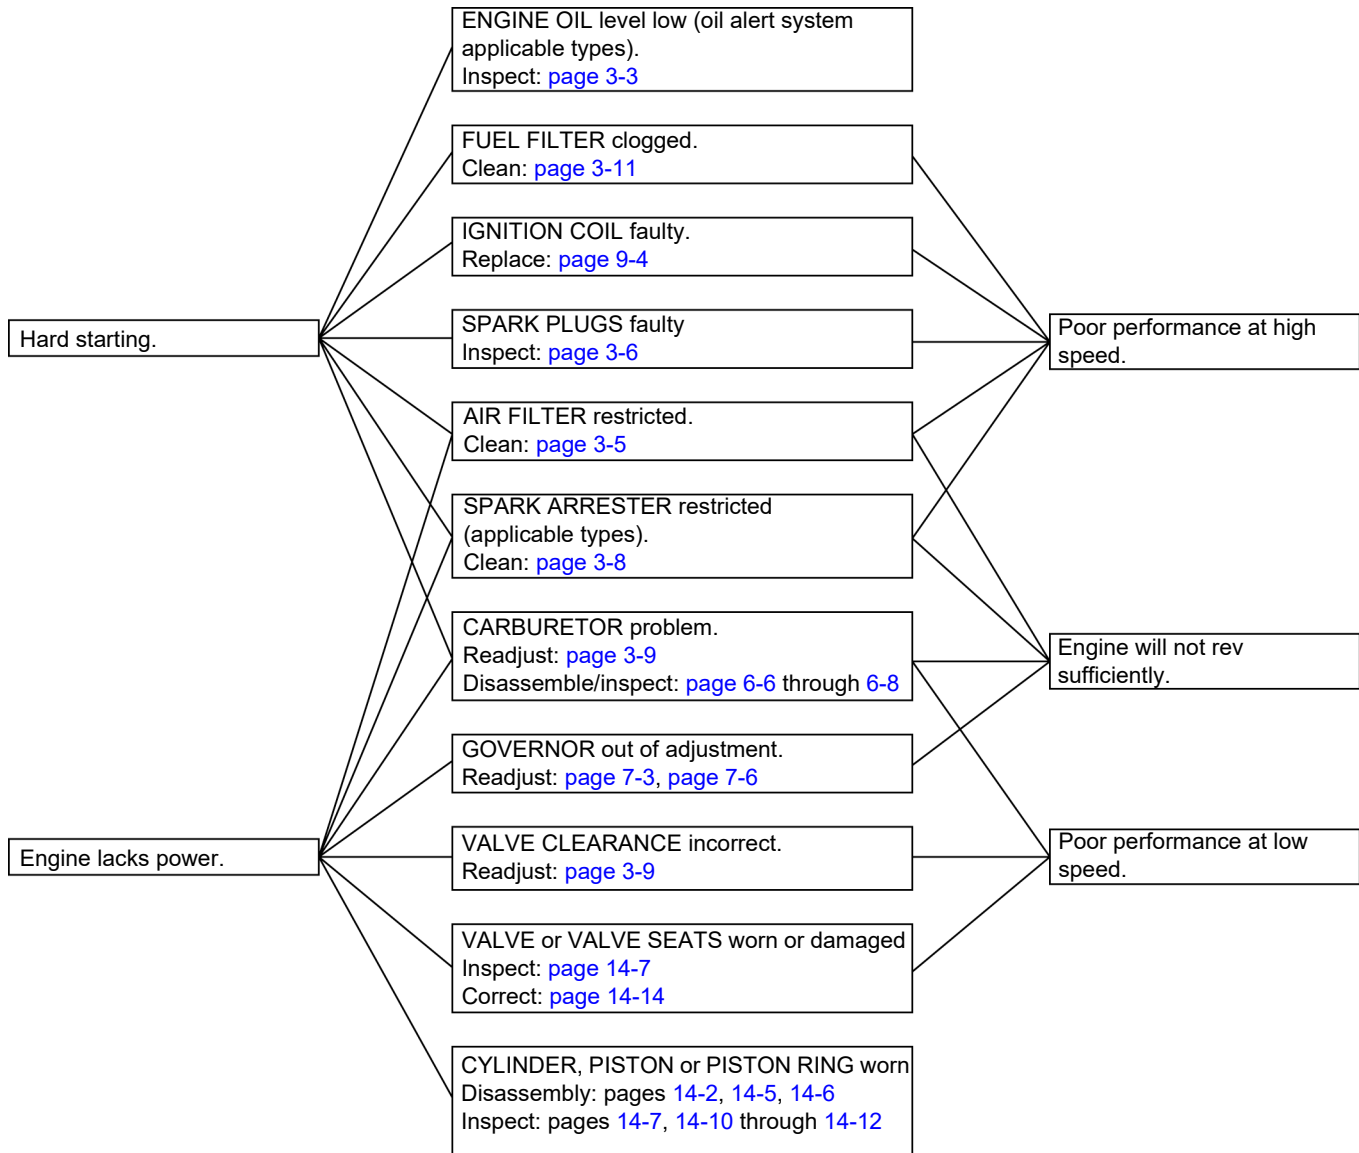 ENGINE OIL level low (oil alert system
applicable types).
Inspect: page 3-3
FUEL FILTER clogged.
Clean: page 3-11
IGNITION COIL faulty.
Replace: page 9-4
Hard starting.
SPARK PLUGS faulty
Inspect: page 3-6
Poor performance at high
speed.
AIR FILTER restricted.
Clean: page 3-5
SPARK ARRESTER restricted
(applicable types).
Clean: page 3-8
CARBURETOR problem.
Readjust: page 3-9
Disassemble/inspect: page 6-6 through 6-8
Engine will not rev
sufficiently.
GOVERNOR out of adjustment.
Readjust: page 7-3, page 7-6
Engine lacks power.
VALVE CLEARANCE incorrect.
Readjust: page 3-9
Poor performance at low
speed.
VALVE or VALVE SEATS worn or damaged
Inspect: page 14-7
Correct: page 14-14
CYLINDER, PISTON or PISTON RING worn
Disassembly: pages 14-2, 14-5, 14-6
Inspect: pages 14-7, 14-10 through 14-12